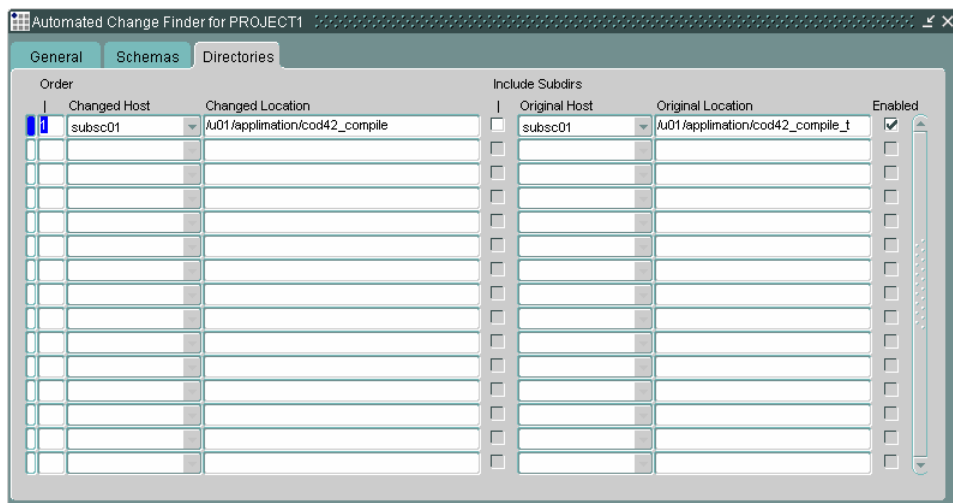 Automated Change Finder for PROJECT1
General Schemas Directories
Order Include Subdirs
Changed Host Changed Location Original Host Original Location Enabled
1 subsc01 /u01/applimation/cod42_compile subsc01 /u01/applimation/cod42_compile_t